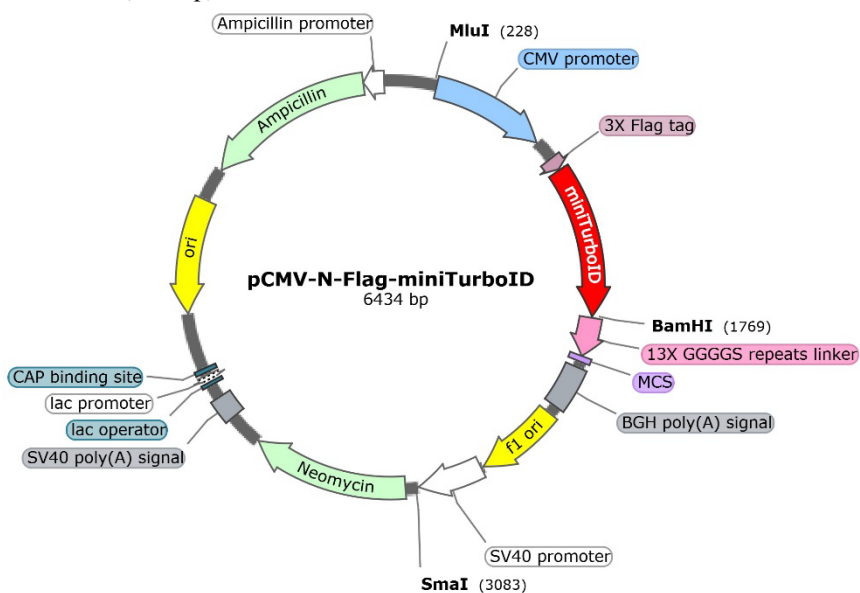 Ampicillin promoter
MluI (228)
CMV promoter
3X Flag tag
miniTurboID
BamHI (1769)
13X GGGGS repeats linker
MCS
BGH poly(A) signal
f1 ori
SV40 promoter
SmaI (3083)
Neomycin
SV40 poly(A) signal
lac operator
lac promoter
CAP binding site
ori
Ampicillin
pCMV-N-Flag-miniTurboID
6434 bp